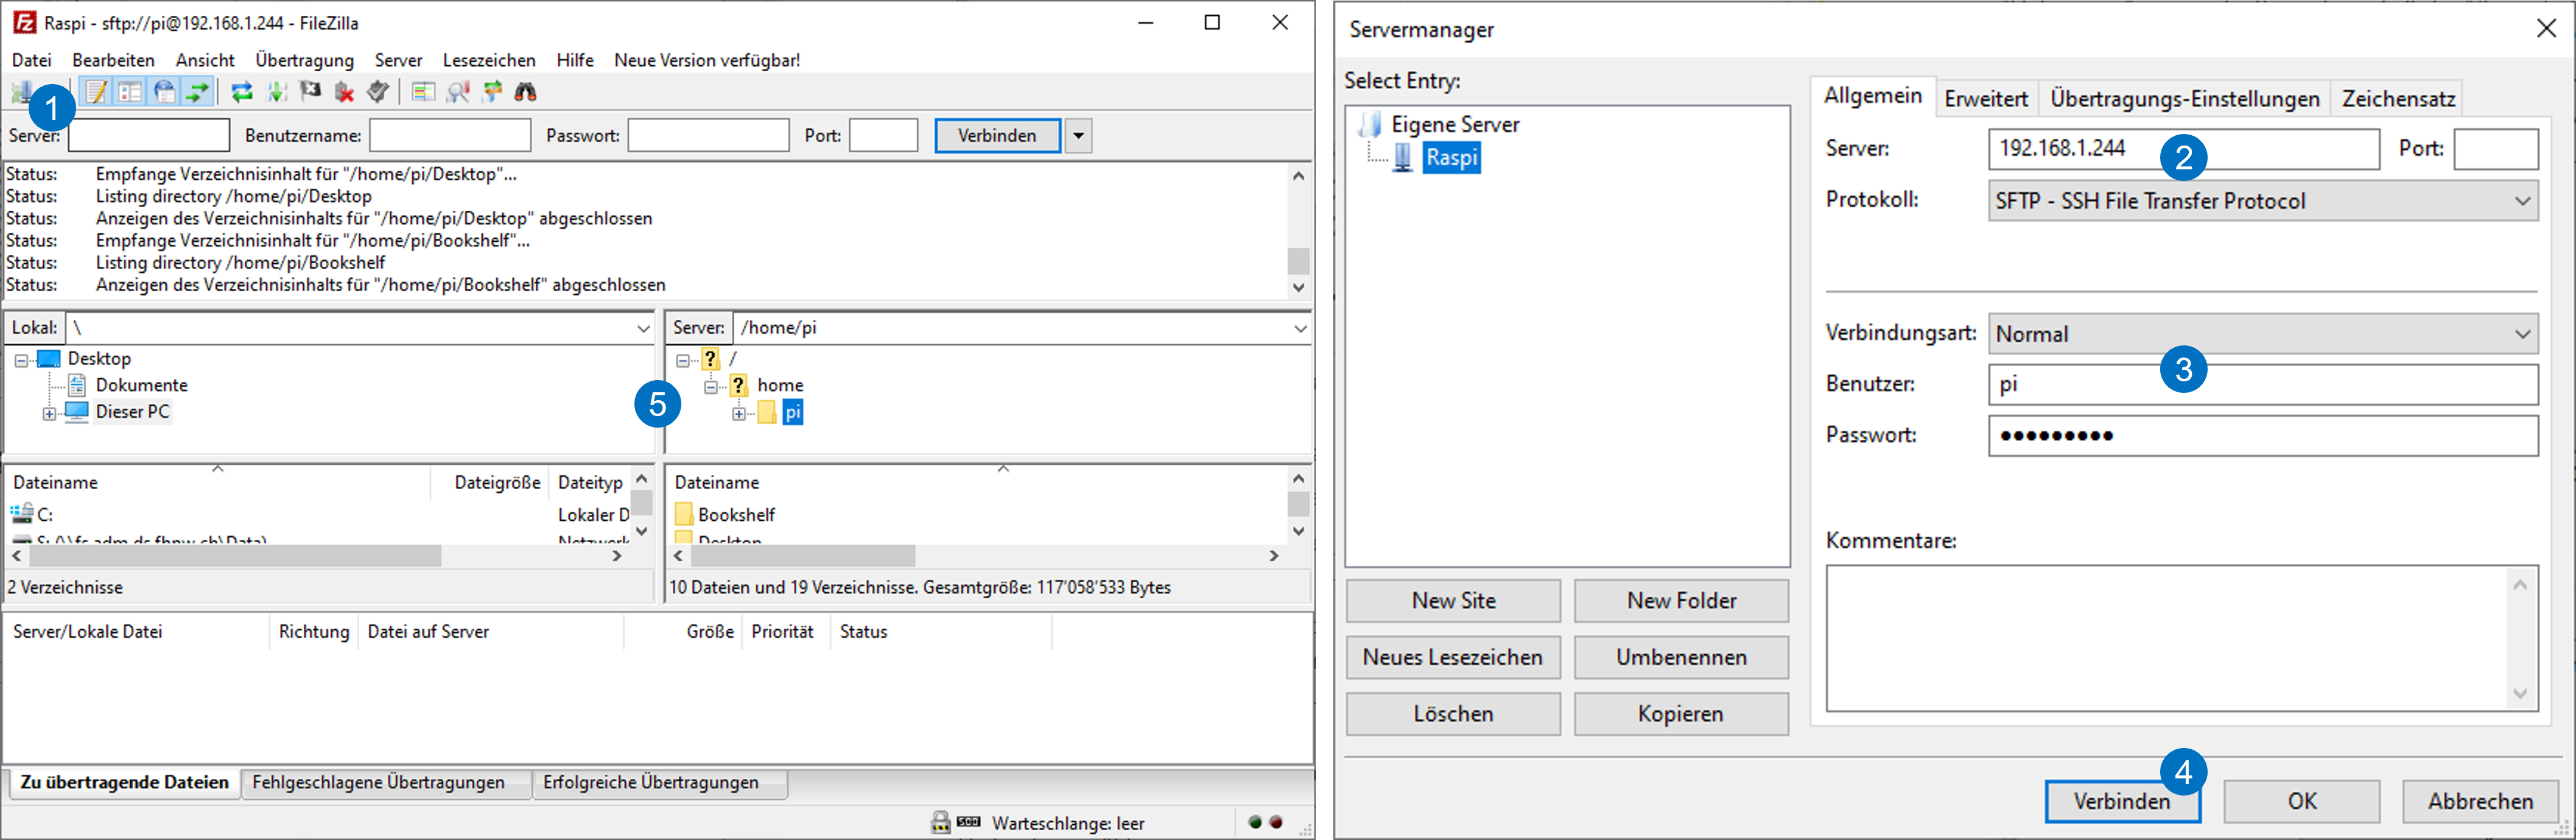 Raspi - sftp://pi@192.168.1.244 - FileZilla
Datei Bearbeiten Ansicht Übertragung Server Lesezeichen Hilfe Neue Version verfügbar!
1
Server: Benutzername: Passwort: Port: Verbinden
Status: Empfange Verzeichnisinhalt für "/home/pi/Desktop"...
Status: Listing directory /home/pi/Desktop
Status: Anzeigen des Verzeichnisinhalts für "/home/pi/Desktop" abgeschlossen
Status: Empfange Verzeichnisinhalt für "/home/pi/Bookshelf"...
Status: Listing directory /home/pi/Bookshelf
Status: Anzeigen des Verzeichnisinhalts für "/home/pi/Bookshelf" abgeschlossen
Lokal: \
Desktop
Dokumente
Dieser PC
5
Server: /home/pi
? /
? home
pi
Dateiname Dateigröße Dateityp
C: Lokaler D
S: (\\fs.adm.ds.fhnw.ch\Data) Netzwerk
2 Verzeichnisse
Dateiname
Bookshelf
Desktop
10 Dateien und 19 Verzeichnisse. Gesamtgröße: 117'058'533 Bytes
Server/Lokale Datei Richtung Datei auf Server Größe Priorität Status
Zu übertragende Dateien Fehlgeschlagene Übertragungen Erfolgreiche Übertragungen
Warteschlange: leer
Servermanager
Select Entry:
Eigene Server
Raspi
New Site New Folder
Neues Lesezeichen Umbenennen
Löschen Kopieren
Allgemein Erweitert Übertragungs-Einstellungen Zeichensatz
Server: 192.168.1.244 2 Port:
Protokoll: SFTP - SSH File Transfer Protocol
Verbindungsart: Normal
3
Benutzer: pi
Passwort: •••••••••
Kommentare:
4
Verbinden OK Abbrechen